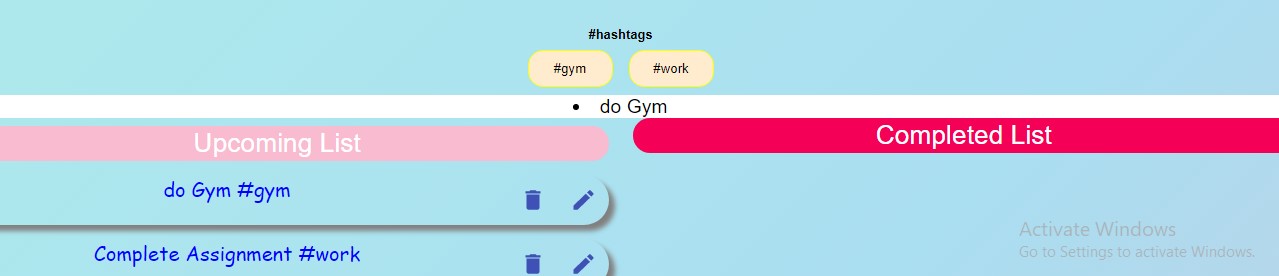 #hashtags
#gym #work
• do Gym
Upcoming List
Completed List
do Gym #gym
Complete Assignment #work
Activate Windows
Go to Settings to activate Windows.